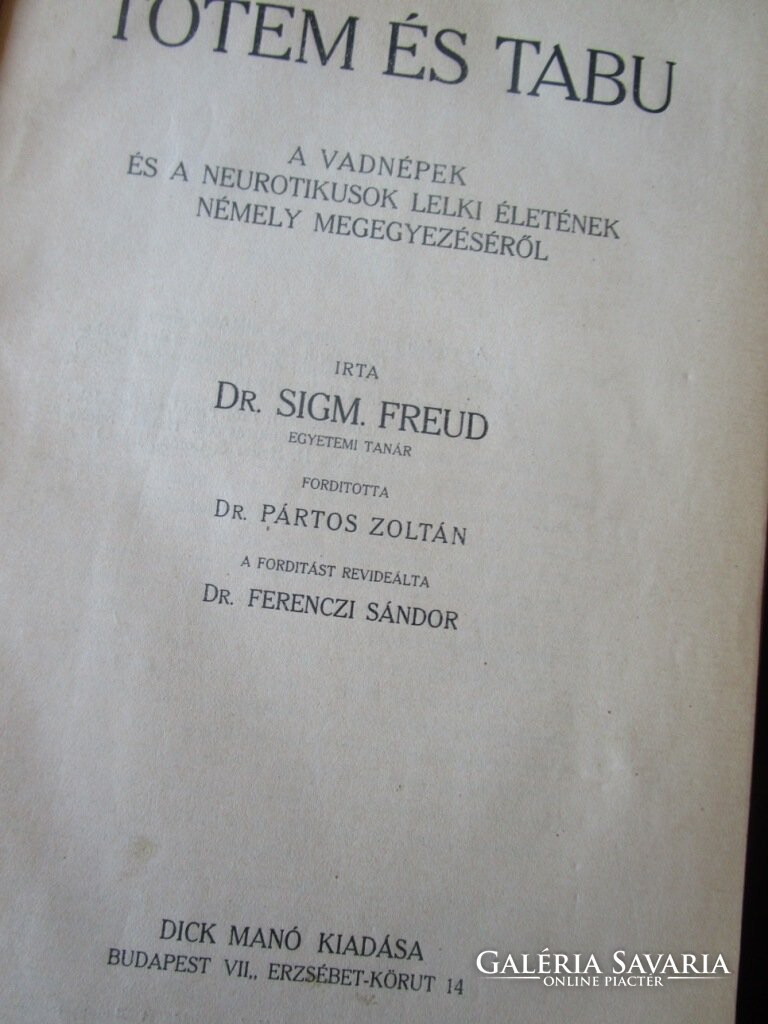 TOTEM ÉS TABU
A VADNÉPEK
ÉS A NEUROTIKUSOK LELKI ÉLETÉNEK
NÉMELY MEGEGYEZÉSÉRŐL
IRTA
DR. SIGM. FREUD
EGYETEMI TANÁR
FORDITOTTA
DR. PÁRTOS ZOLTÁN
A FORDITÁST REVIDEÁLTA
DR. FERENCZI SÁNDOR
DICK MANÓ KIADÁSA
BUDAPEST VII., ERZSÉBET-KÖRUT 14
GALÉRIA SAVARIA
ONLINE PIACTÉR